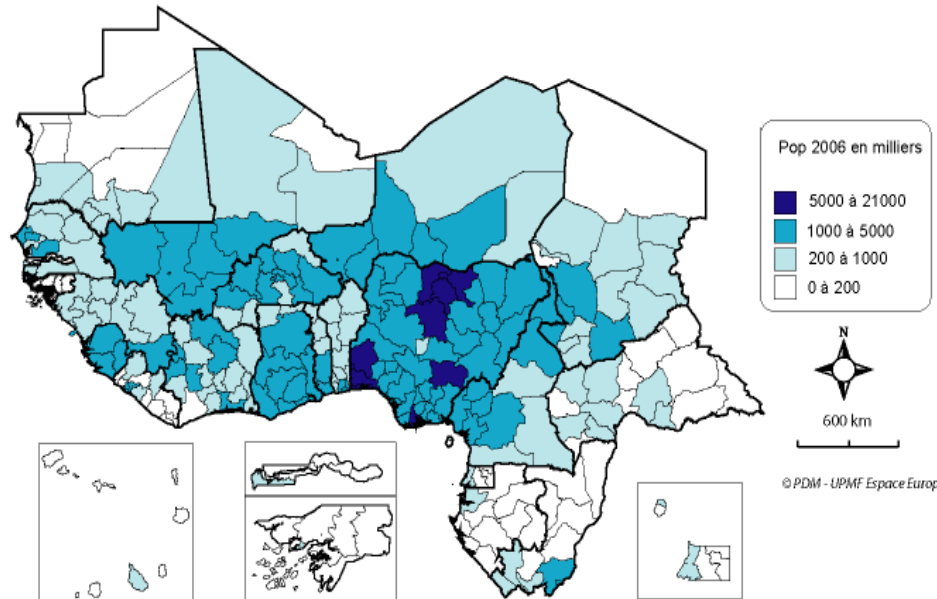 Pop 2006 en milliers
5000 à 21000
1000 à 5000
200 à 1000
0 à 200
N
600 km
© PDM - UPMF Espace Europ